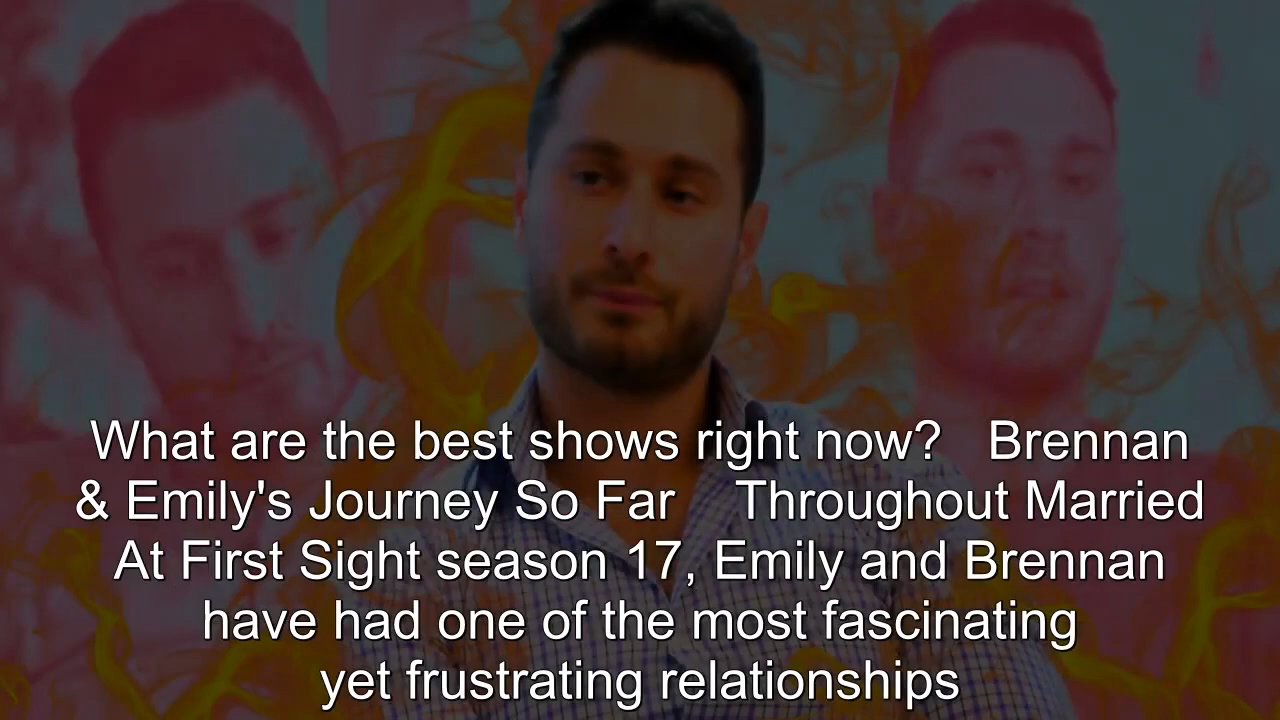 What are the best shows right now?   Brennan
& Emily's Journey So Far    Throughout Married
At First Sight season 17, Emily and Brennan
have had one of the most fascinating
yet frustrating relationships